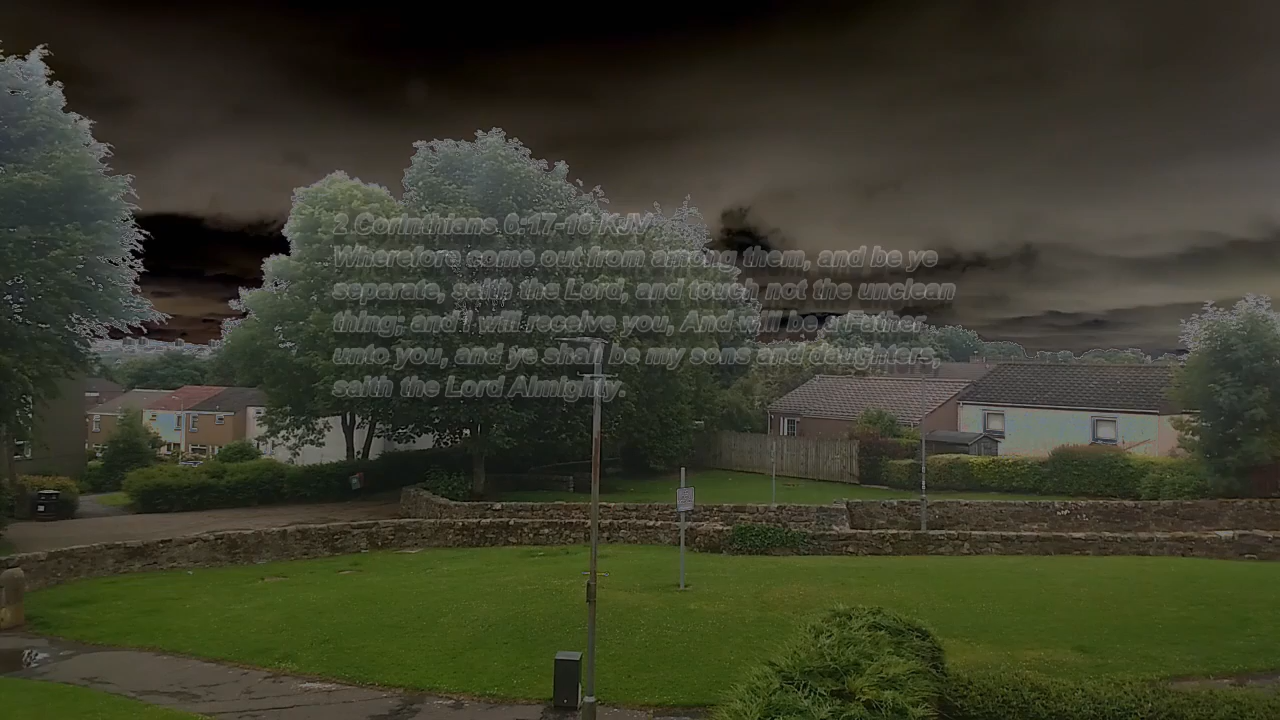 2 Corinthians 6:17-18 KJV
Wherefore come out from among them, and be ye
separate, saith the Lord, and touch not the unclean
thing; and I will receive you, And will be a Father
unto you, and ye shall be my sons and daughters,
saith the Lord Almighty.